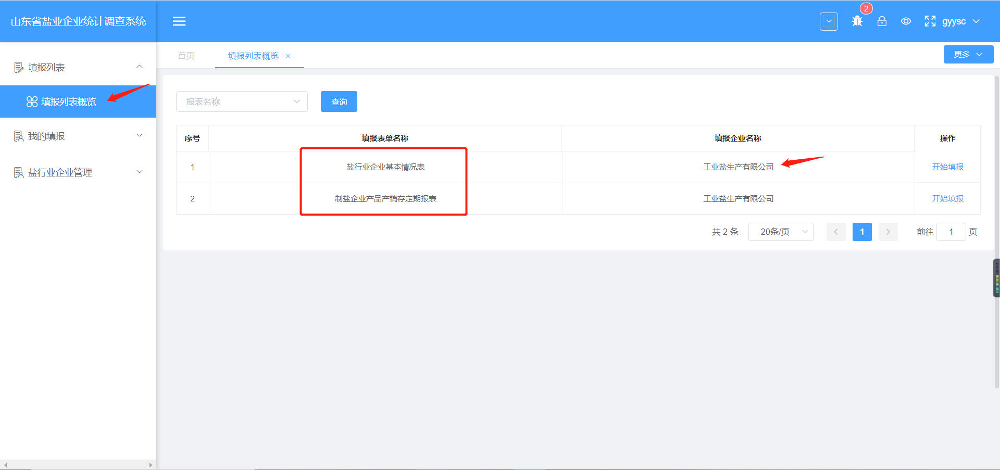 山东省盐业企业统计调查系统
2
gyysc
填报列表
填报列表概览
我的填报
盐行业企业管理
首页
填报列表概览
更多
报表名称
查询
序号 填报表单名称 填报企业名称 操作
1 盐行业企业基本情况表 工业盐生产有限公司 开始填报
2 制盐企业产品产销存定期报表 工业盐生产有限公司 开始填报
共 2 条 20条/页 1 前往 1 页